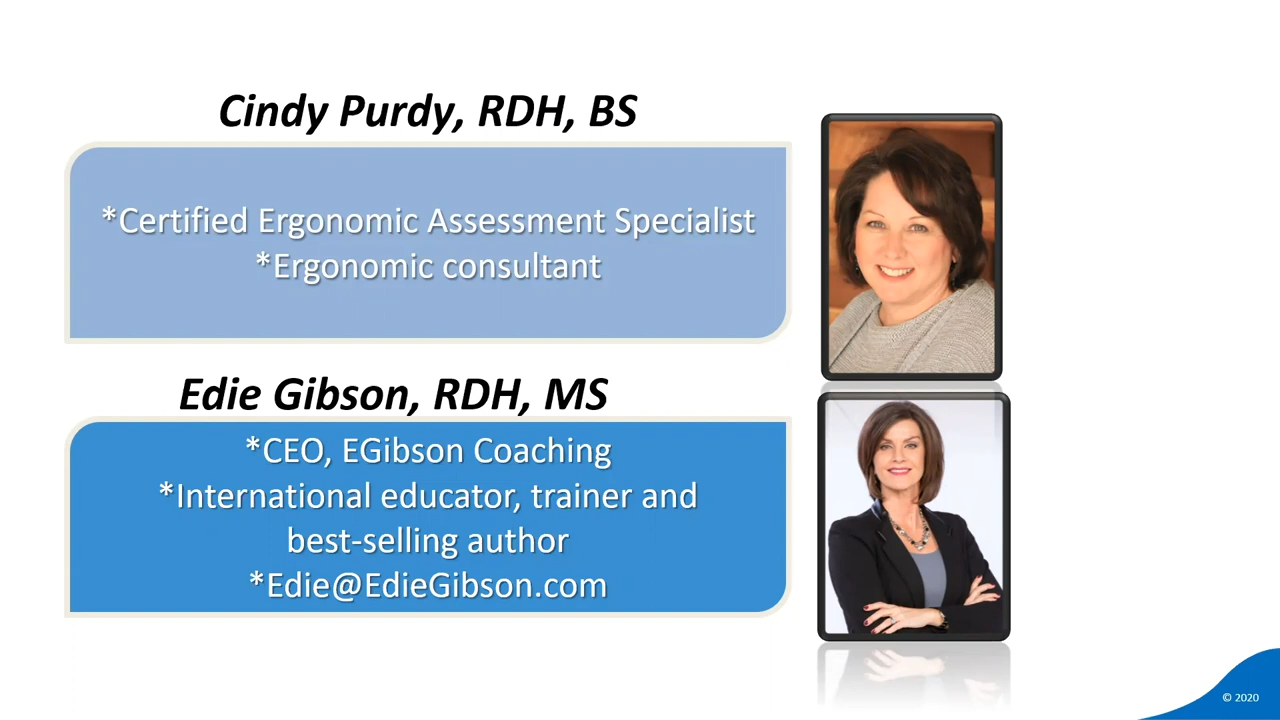 Cindy Purdy, RDH, BS
*Certified Ergonomic Assessment Specialist
*Ergonomic consultant
Edie Gibson, RDH, MS
*CEO, EGibson Coaching
*International educator, trainer and
best-selling author
*Edie@EdieGibson.com
© 2020